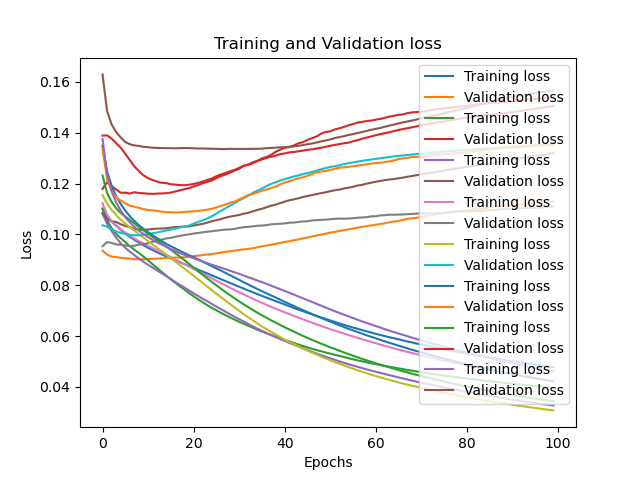 Training and Validation loss
Loss
0.16
0.14
0.12
0.10
0.08
0.06
0.04
0
20
40
60
80
100
Epochs
Training loss
Validation loss
Training loss
Validation loss
Training loss
Validation loss
Training loss
Validation loss
Training loss
Validation loss
Training loss
Validation loss
Training loss
Validation loss
Training loss
Validation loss